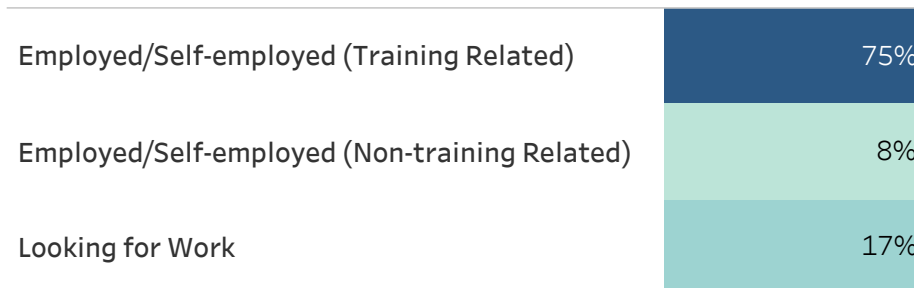 Employed/Self-employed (Training Related) 75%
Employed/Self-employed (Non-training Related) 8%
Looking for Work 17%